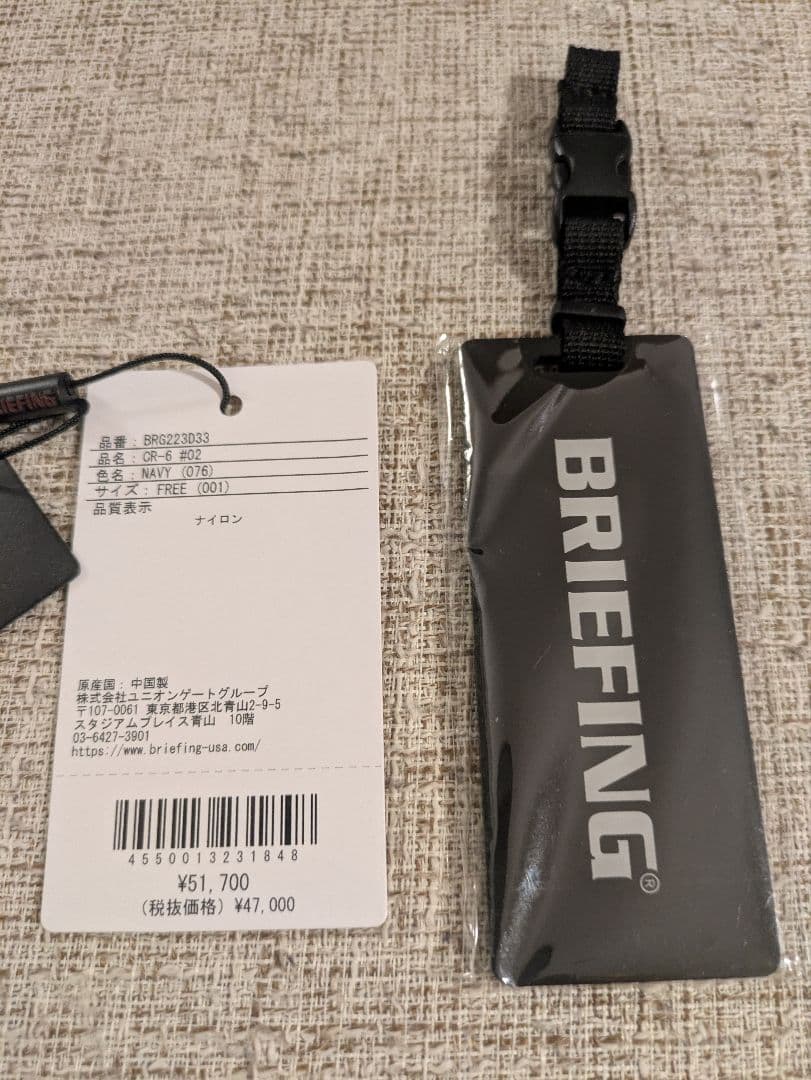 BRIEFING
品番: BRG223D33
品名: CR-6 #02
色名: NAVY (076)
サイズ: FREE (001)
品質表示
ナイロン
原産国: 中国製
株式会社ユニオンゲートグループ
〒107-0061 東京都港区北青山2-9-5
スタジアムプレイス青山 10階
03-6427-3901
https://www.briefing-usa.com/
4550013231848
¥51,700
(税抜価格) ¥47,000
BRIEFING®